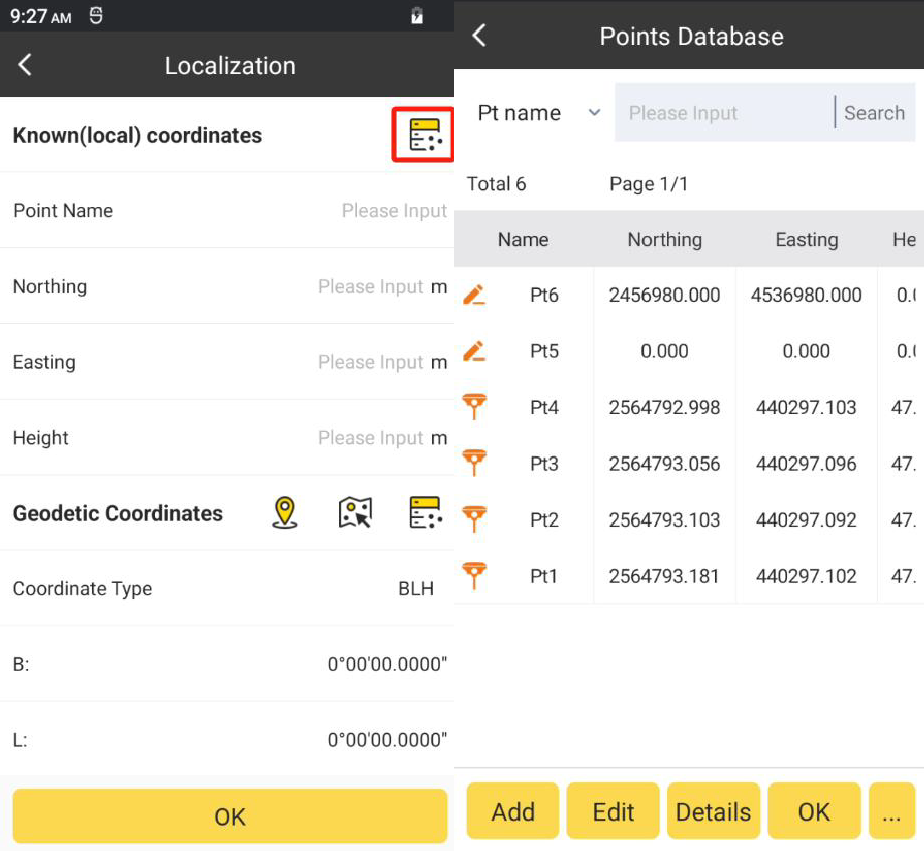 9:27 AM
Localization
Known(local) coordinates
Point Name Please Input
Northing Please Input m
Easting Please Input m
Height Please Input m
Geodetic Coordinates
Coordinate Type BLH
B: 0°00'00.0000"
L: 0°00'00.0000"
OK
Points Database
Pt name Please Input Search
Total 6 Page 1/1
Name Northing Easting He
Pt6 2456980.000 4536980.000 0.0
Pt5 0.000 0.000 0.0
Pt4 2564792.998 440297.103 47.
Pt3 2564793.056 440297.096 47.
Pt2 2564793.103 440297.092 47.
Pt1 2564793.181 440297.102 47.
Add Edit Details OK ...